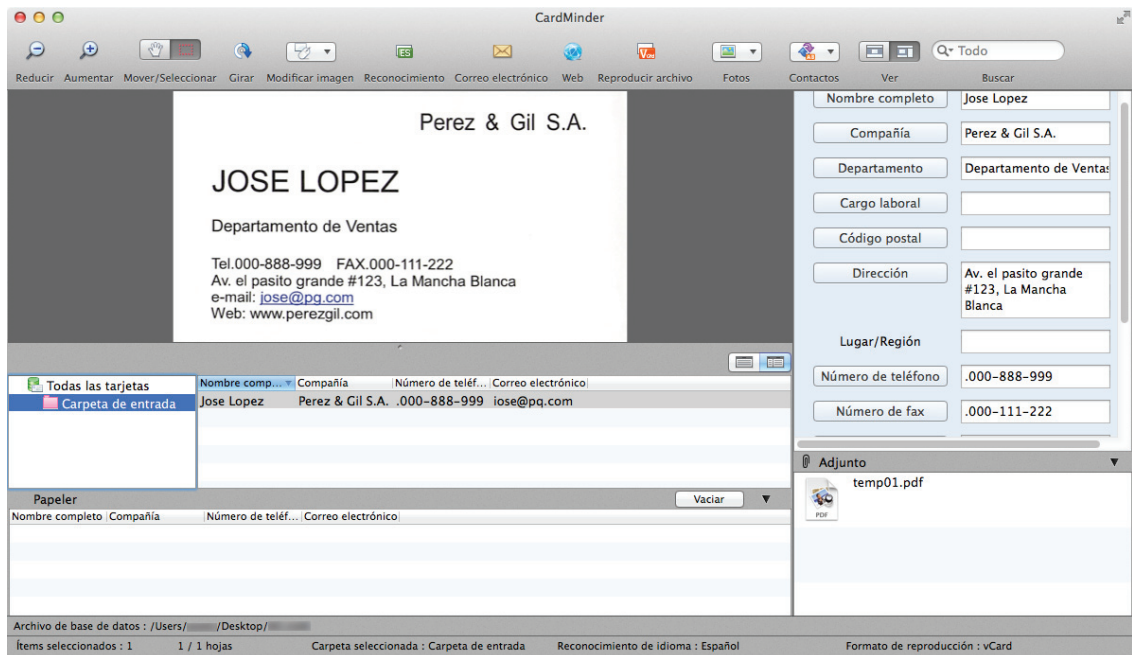 CardMinder
Todo
Reducir Aumentar Mover/Seleccionar Girar Modificar imagen Reconocimiento Correo electrónico Web Reproducir archivo Fotos Contactos Ver Buscar
ES
Perez & Gil S.A.
JOSE LOPEZ
Departamento de Ventas
Tel.000-888-999 FAX.000-111-222
Av. el pasito grande #123, La Mancha Blanca
e-mail: jose@pg.com
Web: www.perezgil.com
Nombre completo Jose Lopez
Compañía Perez & Gil S.A.
Departamento Departamento de Ventas
Cargo laboral
Código postal
Dirección Av. el pasito grande
#123, La Mancha
Blanca
Lugar/Región
Número de teléfono .000-888-999
Número de fax .000-111-222
Todas las tarjetas
Carpeta de entrada
Nombre comp... Compañía Número de teléf... Correo electrónico
Jose Lopez Perez & Gil S.A. .000-888-999 iose@pq.com
Papeler Vaciar
Nombre completo Compañía Número de teléf... Correo electrónico
Adjunto
temp01.pdf
PDF
Archivo de base de datos : /Users/ /Desktop/
Ítems seleccionados : 1 1 / 1 hojas Carpeta seleccionada : Carpeta de entrada Reconocimiento de idioma : Español Formato de reproducción : vCard